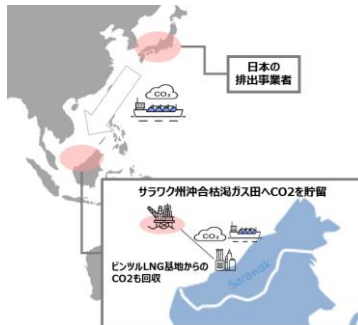 日本の
排出事業者
CO₂
サラワク州沖合枯渇ガス田へCO2を貯留
CO₂
ビンツルLNG基地からの
CO2も回収
Sarawak